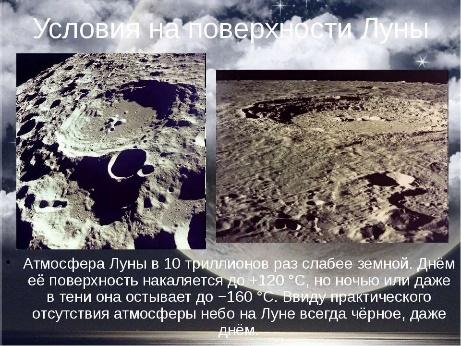 Условия на поверхности Луны
• Атмосфера Луны в 10 триллионов раз слабее земной. Днём
её поверхность накаляется до +120 °С, но ночью или даже
в тени она остывает до −160 °С. Ввиду практического
отсутствия атмосферы небо на Луне всегда чёрное, даже
днём.